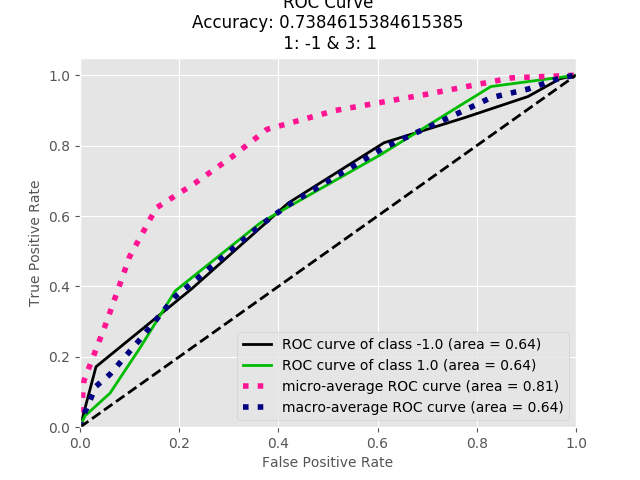 ROC Curve
Accuracy: 0.7384615384615385
1: -1 & 3: 1
True Positive Rate
1.0
0.8
0.6
0.4
0.2
0.0
ROC curve of class -1.0 (area = 0.64)
ROC curve of class 1.0 (area = 0.64)
micro-average ROC curve (area = 0.81)
macro-average ROC curve (area = 0.64)
0.0 0.2 0.4 0.6 0.8 1.0
False Positive Rate